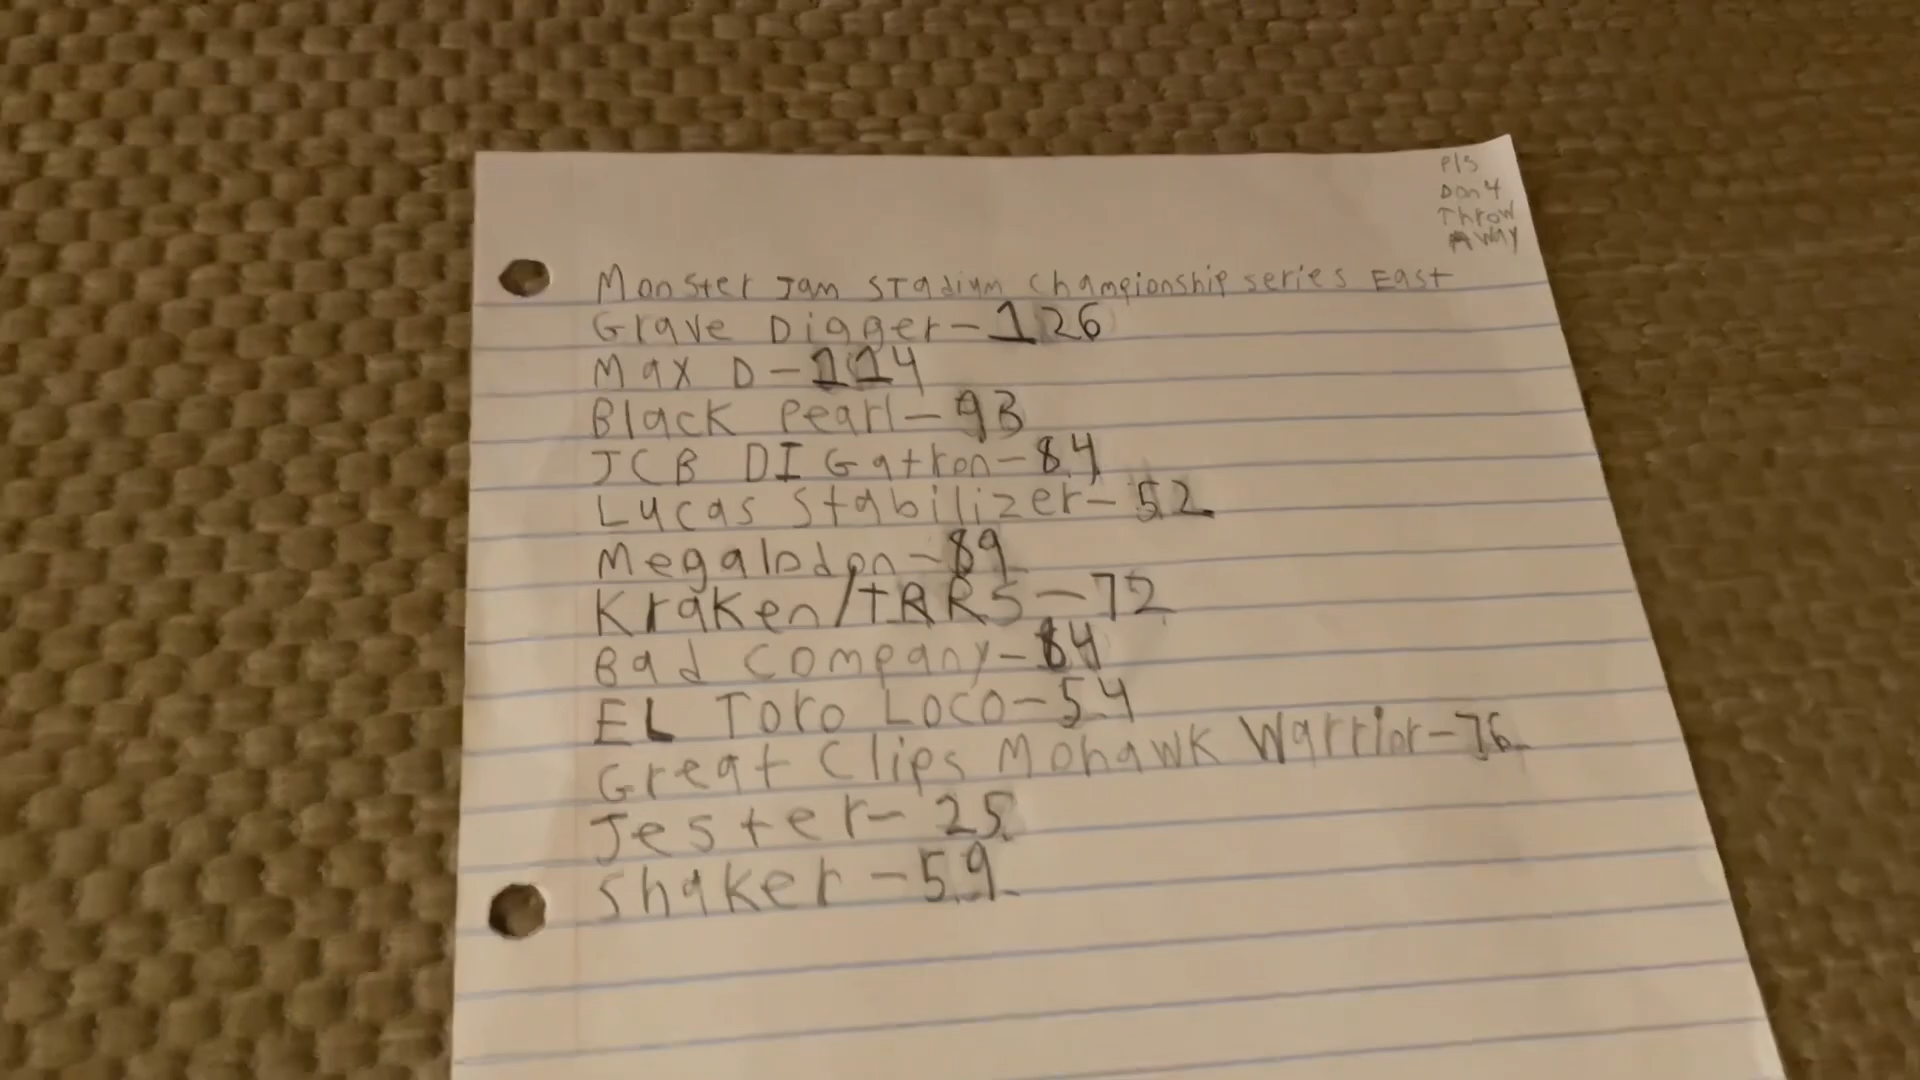 Pls
Don4
Throw
Away
Monster Jam Stadium Championship series East
Grave Digger-126
Max D-114
Black Pearl-93
JCB DIGatron-84
Lucas Stabilizer-52
Megalodon-89
Kraken/TRRS-72
Bad Company-84
EL Toro Loco-54
Great Clips Mohawk Warrior-76
Jester-25
Shaker-59